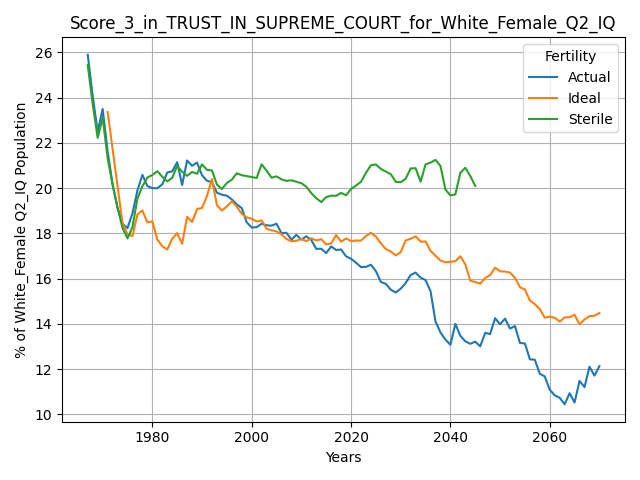 Score_3_in_TRUST_IN_SUPREME_COURT_for_White_Female_Q2_IQ
% of White_Female Q2_IQ Population
26
24
22
20
18
16
14
12
10
Fertility
Actual
Ideal
Sterile
1980
2000
2020
2040
2060
Years